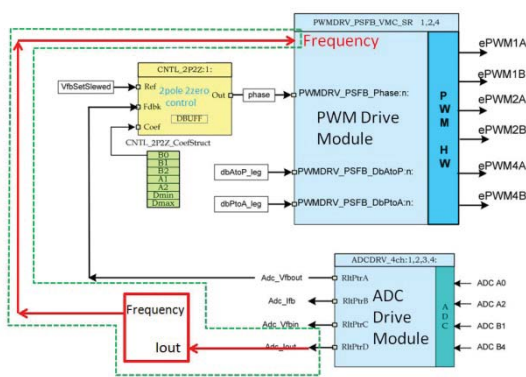 PWMDRV_PSFB_VMC_SR 1,2,4
Frequency
ePWM1A
ePWM1B
ePWM2A
ePWM2B
ePWM4A
ePWM4B
CNTL_2P2Z:1:
VfbSetSlewed
Ref
Fdbk
Coef
2pole 2zero
control
Out
DBUFF
phase
PWMDRV_PSFB_Phase:n:
PWM Drive
Module
P
W
M
H
W
CNTL_2P2Z_CoefStruct
B0
B1
B2
A1
A2
Dmin
Dmax
dbAtoP_leg
PWMDRV_PSFB_DbAtoP:n:
dbPtoA_leg
PWMDRV_PSFB_DbPtoA:n:
ADCDRV_4ch:1,2,3,4:
Adc_Vfbout
RltPtrA
Adc_Ifb
RltPtrB
Adc_Vfbin
RltPtrC
Adc_Iout
RltPtrD
ADC
Drive
Module
A
D
C
ADC A0
ADC A2
ADC B1
ADC B4
Frequency
Iout